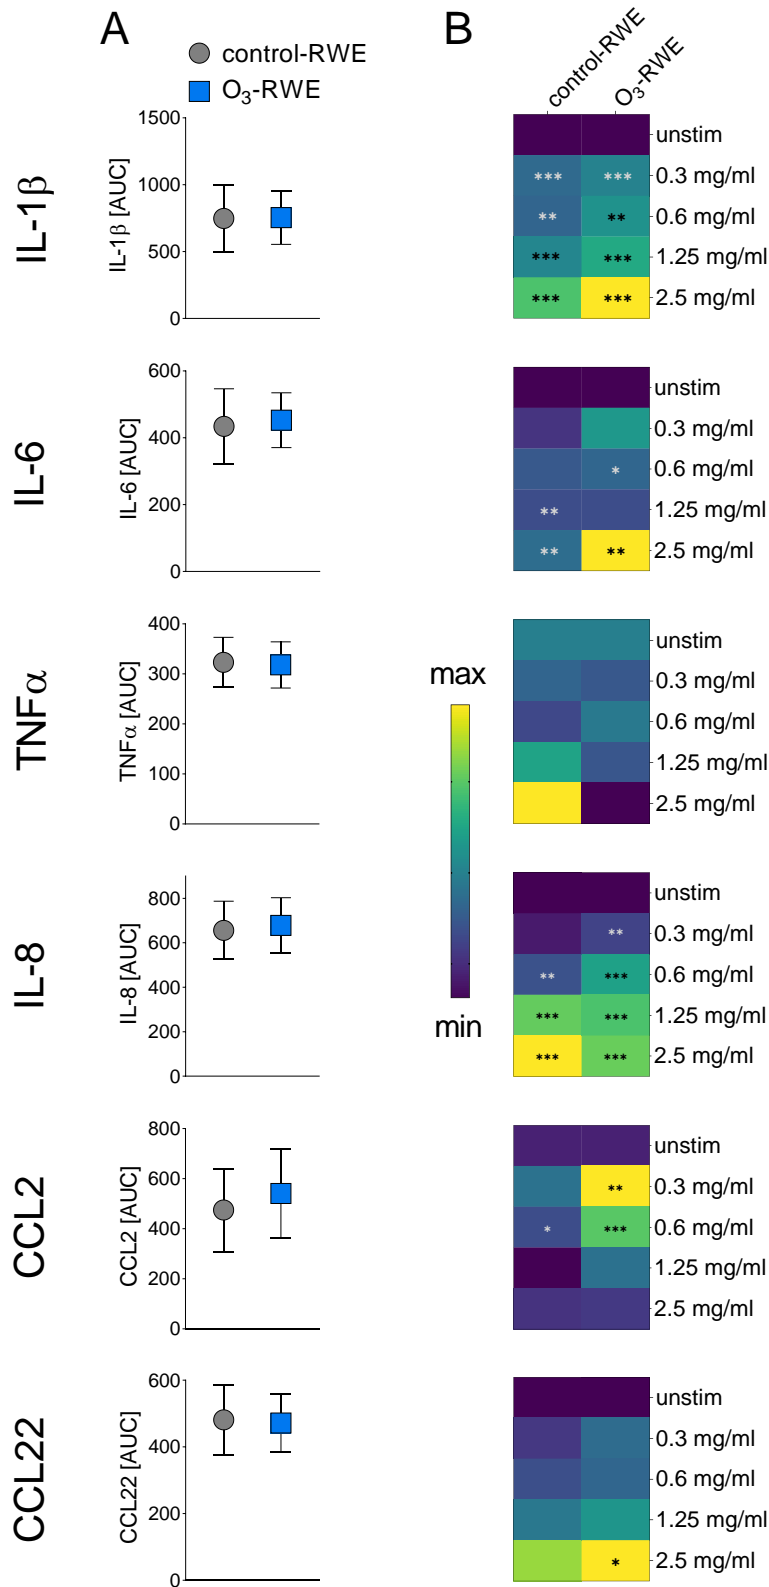 A
B
control-RWE
O₃-RWE
control-RWE
O₃-RWE
IL-1β
IL-1β [AUC]
1500
1000
500
0
unstim
*** *** 0.3 mg/ml
** ** 0.6 mg/ml
*** *** 1.25 mg/ml
*** *** 2.5 mg/ml
IL-6
IL-6 [AUC]
600
400
200
0
unstim
0.3 mg/ml
* 0.6 mg/ml
** 1.25 mg/ml
** ** 2.5 mg/ml
TNFα
TNFα [AUC]
400
300
200
100
0
max
min
unstim
0.3 mg/ml
0.6 mg/ml
1.25 mg/ml
2.5 mg/ml
IL-8
IL-8 [AUC]
800
600
400
200
0
unstim
** 0.3 mg/ml
** *** 0.6 mg/ml
*** *** 1.25 mg/ml
*** *** 2.5 mg/ml
CCL2
CCL2 [AUC]
800
600
400
200
0
unstim
** 0.3 mg/ml
* *** 0.6 mg/ml
1.25 mg/ml
2.5 mg/ml
CCL22
CCL22 [AUC]
600
400
200
0
unstim
0.3 mg/ml
0.6 mg/ml
1.25 mg/ml
* 2.5 mg/ml